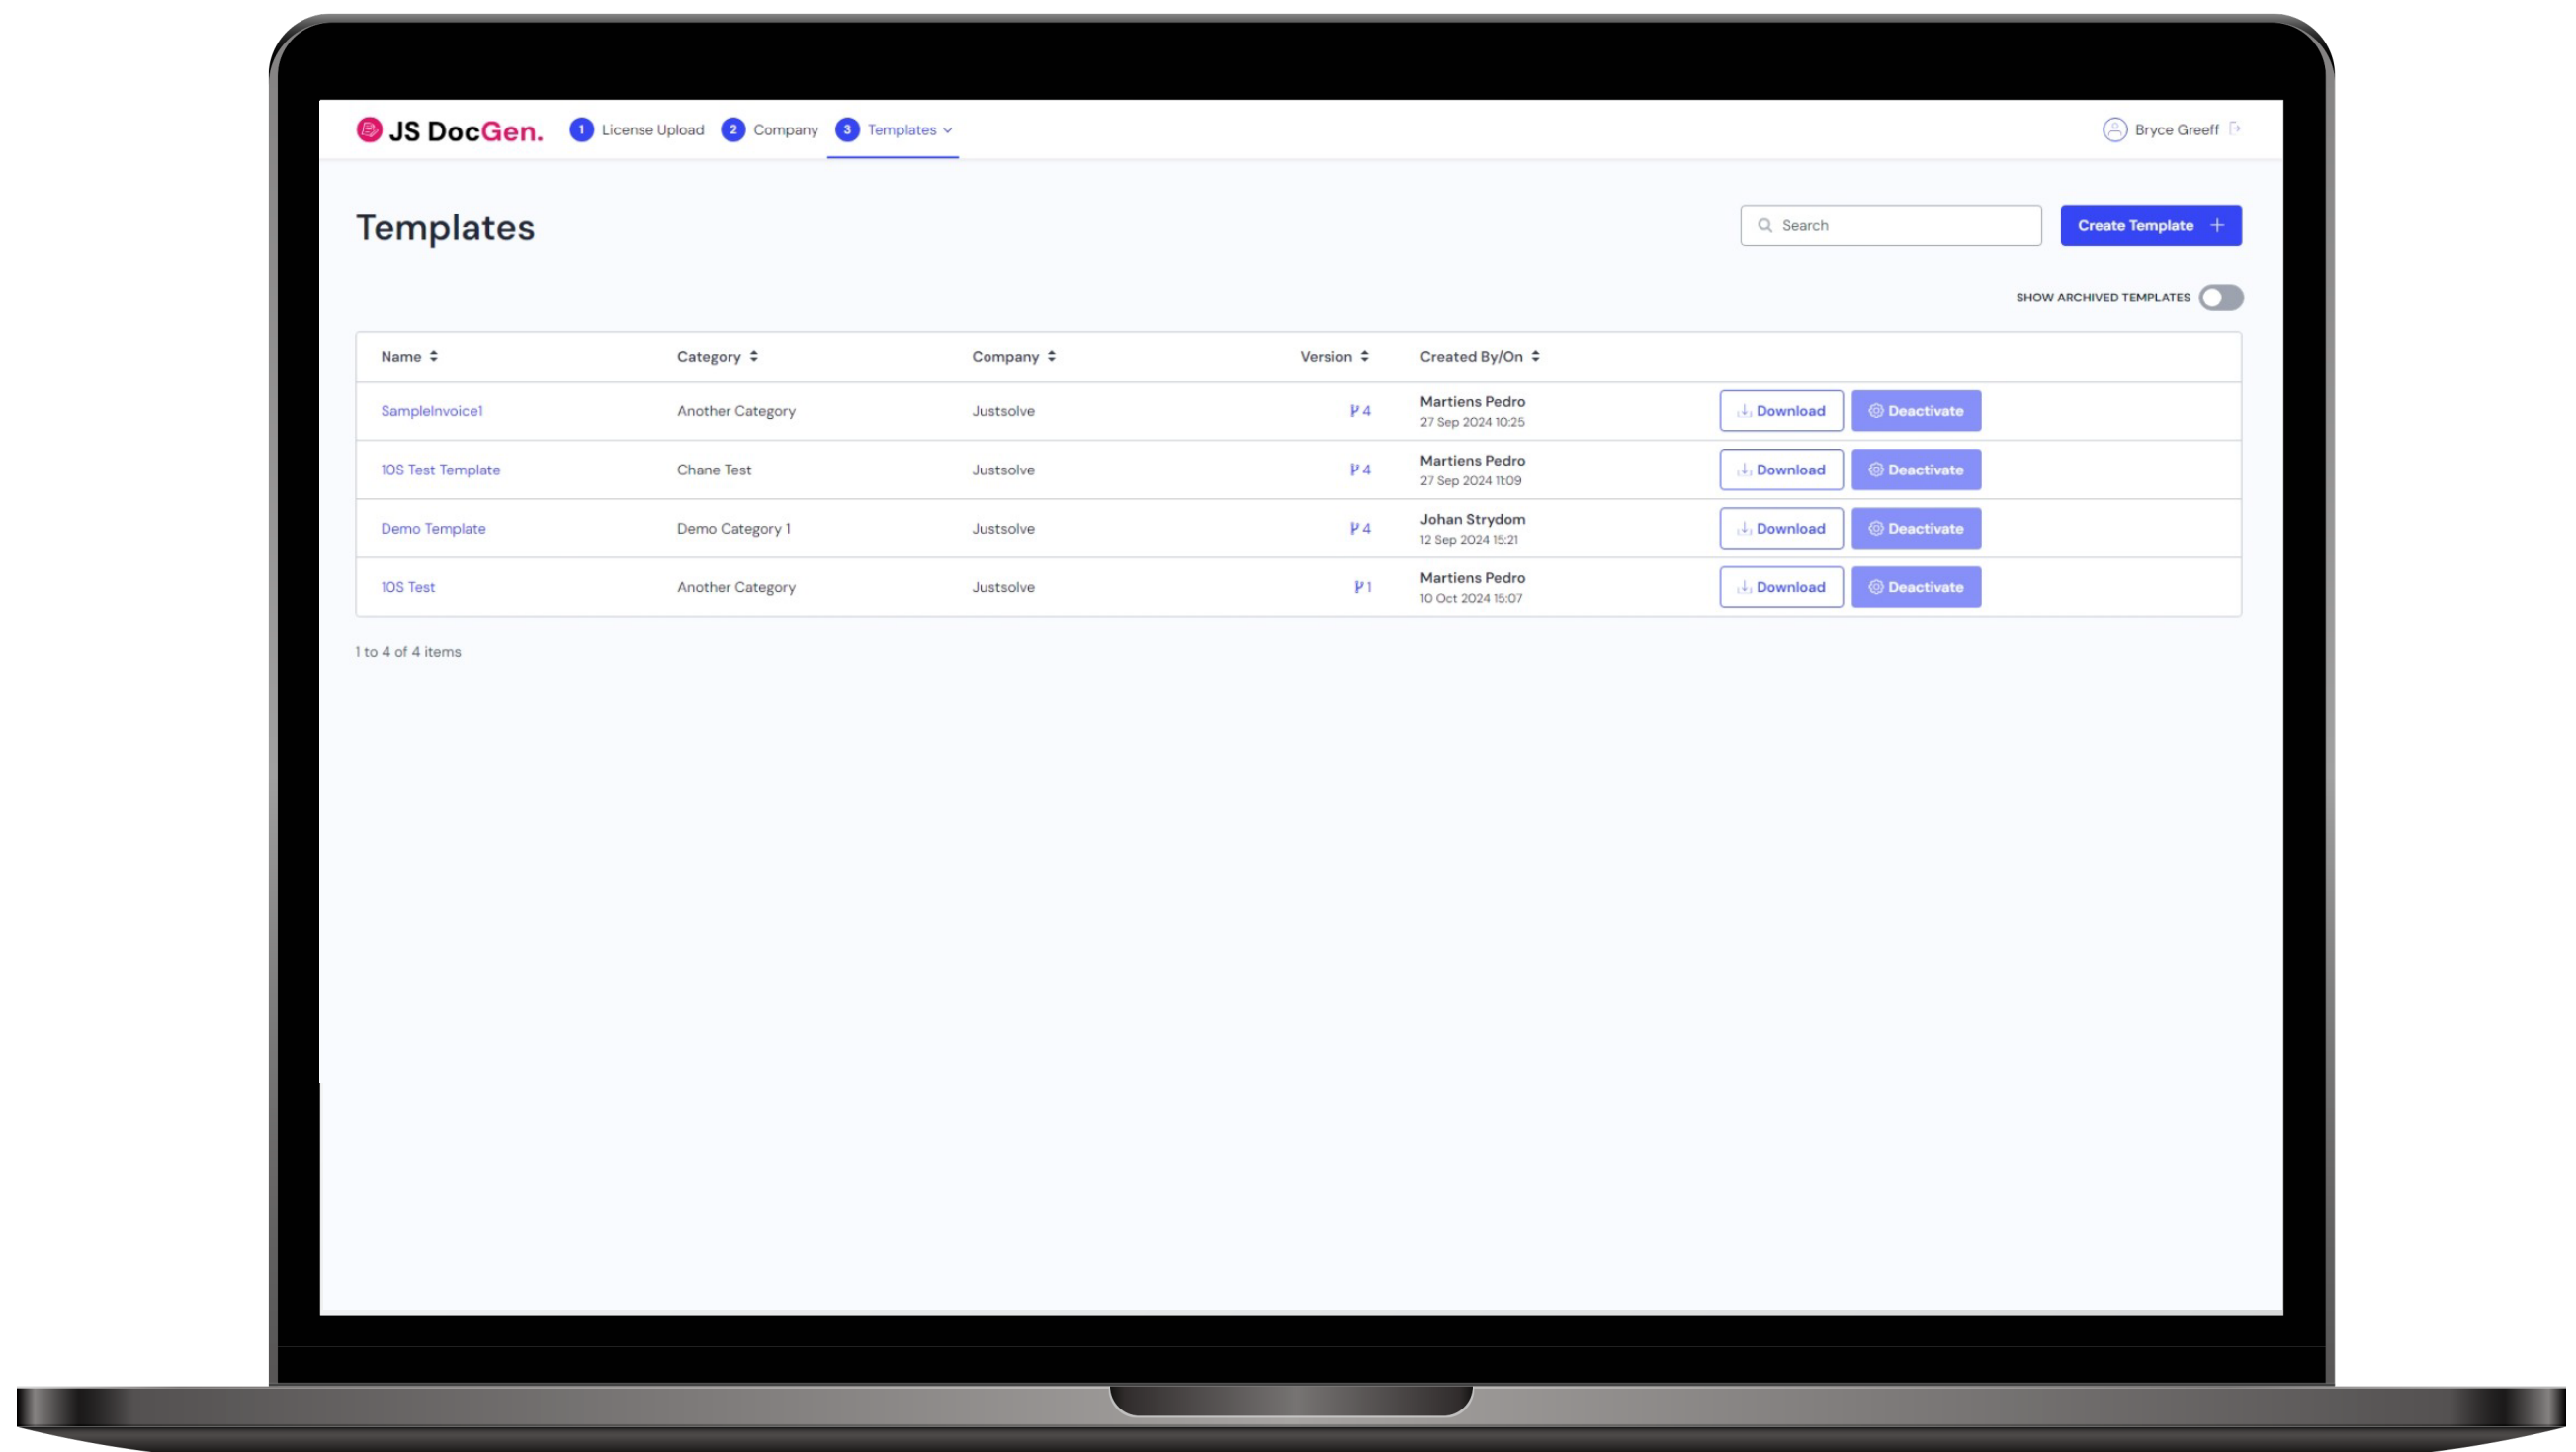 JS DocGen. 1 License Upload 2 Company 3 Templates Bryce Greeff
Templates Search Create Template +
SHOW ARCHIVED TEMPLATES
Name Category Company Version Created By/On
SampleInvoice1 Another Category Justsolve 4 Martiens Pedro Download Deactivate
27 Sep 2024 10:25
10S Test Template Chane Test Justsolve 4 Martiens Pedro Download Deactivate
27 Sep 2024 11:09
Demo Template Demo Category 1 Justsolve 4 Johan Strydom Download Deactivate
12 Sep 2024 15:21
10S Test Another Category Justsolve 1 Martiens Pedro Download Deactivate
10 Oct 2024 15:07
1 to 4 of 4 items